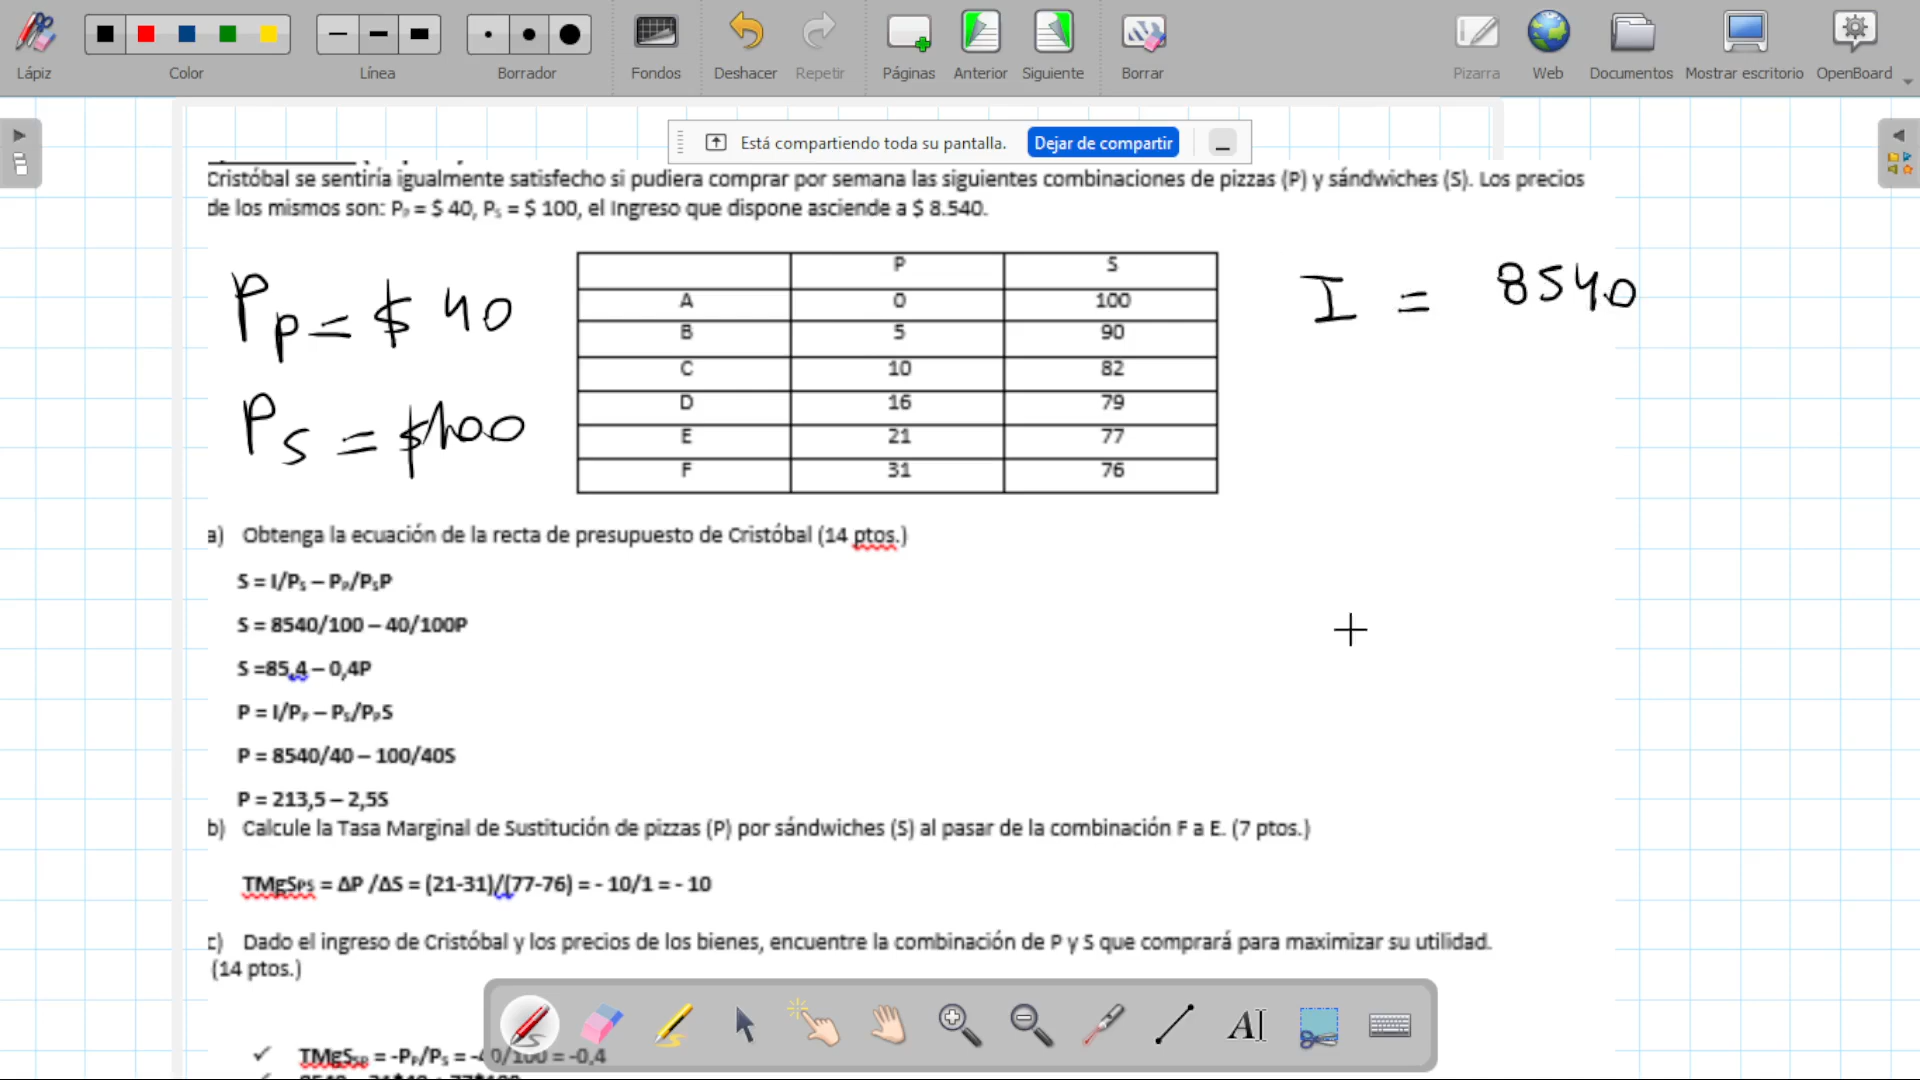 Lápiz Color Línea Borrador Fondos Deshacer Repetir Páginas Anterior Siguiente Borrar Pizarra Web Documentos Mostrar escritorio OpenBoard
Está compartiendo toda su pantalla. Dejar de compartir
Cristóbal se sentiría igualmente satisfecho si pudiera comprar por semana las siguientes combinaciones de pizzas (P) y sándwiches (S). Los precios
de los mismos son: Pₚ = $ 40, Pₛ = $ 100, el Ingreso que dispone asciende a $ 8.540.
Pp = $ 40
Ps = $100
I = 8540
P S
A 0 100
B 5 90
C 10 82
D 16 79
E 21 77
F 31 76
a) Obtenga la ecuación de la recta de presupuesto de Cristóbal (14 ptos.)
S = I/Pₛ – Pₚ/PₛP
S = 8540/100 – 40/100P
S =85,4 – 0,4P
P = I/Pₚ – Pₛ/PₚS
P = 8540/40 – 100/40S
P = 213,5 – 2,5S
b) Calcule la Tasa Marginal de Sustitución de pizzas (P) por sándwiches (S) al pasar de la combinación F a E. (7 ptos.)
TMgSPS = ΔP /ΔS = (21-31)/(77-76) = - 10/1 = - 10
c) Dado el ingreso de Cristóbal y los precios de los bienes, encuentre la combinación de P y S que comprará para maximizar su utilidad.
(14 ptos.)
✓ TMgSSP = -Pₚ/Pₛ = -40/100 = -0,4